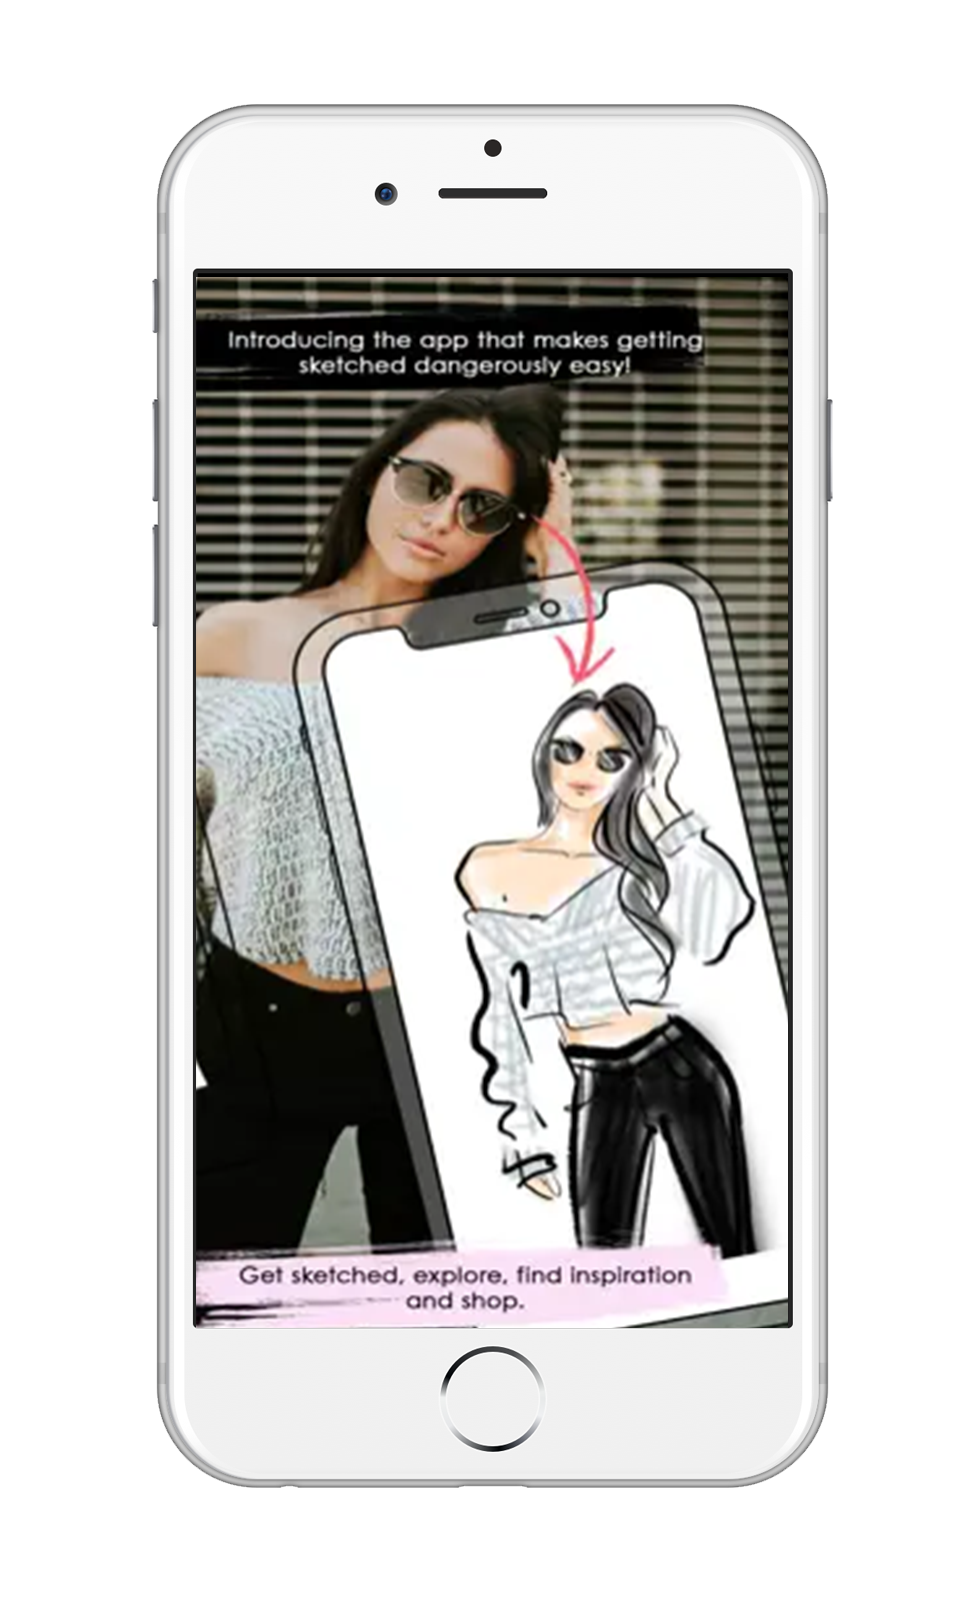 Introducing the app that makes getting
sketched dangerously easy!
Get sketched, explore, find inspiration
and shop.